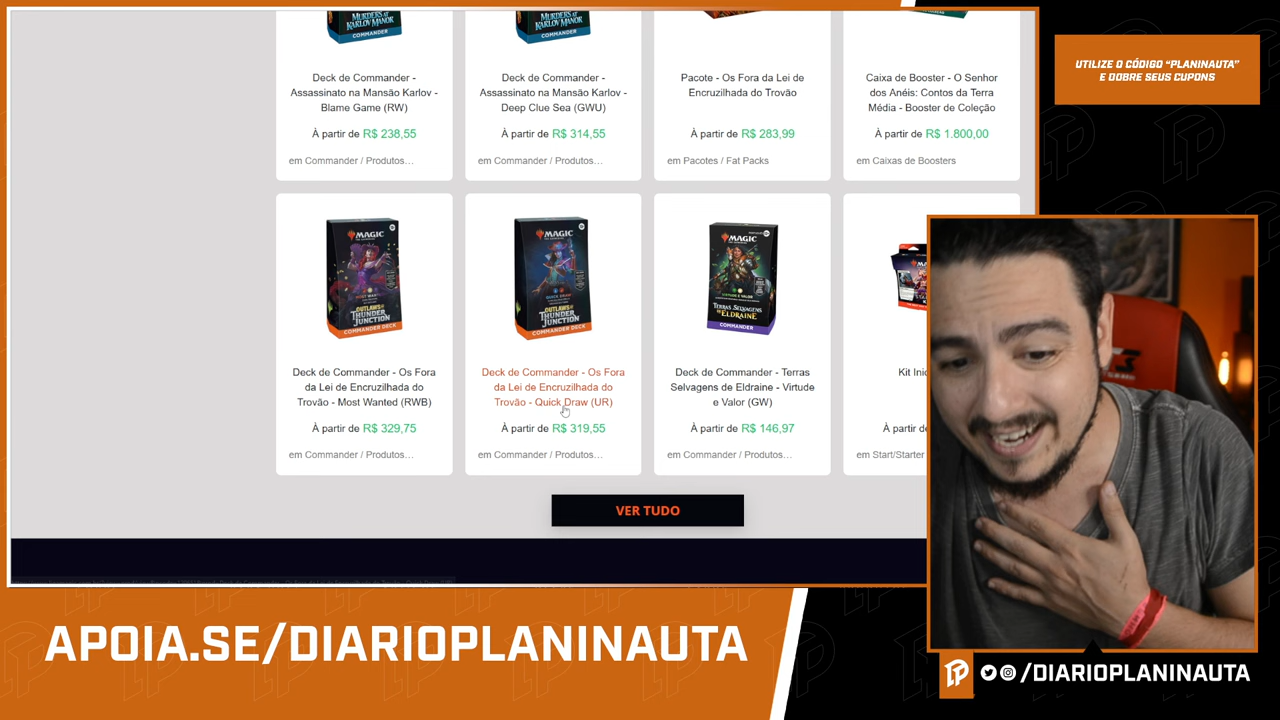 MURDERS AT
KARLOV MANOR
COMMANDER
MURDERS AT
KARLOV MANOR
COMMANDER
Deck de Commander -
Assassinato na Mansão Karlov -
Blame Game (RW)
À partir de R$ 238,55
em Commander / Produtos...
Deck de Commander -
Assassinato na Mansão Karlov -
Deep Clue Sea (GWU)
À partir de R$ 314,55
em Commander / Produtos...
Pacote - Os Fora da Lei de
Encruzilhada do Trovão
À partir de R$ 283,99
em Pacotes / Fat Packs
Caixa de Booster - O Senhor
dos Anéis: Contos da Terra
Média - Booster de Coleção
À partir de R$ 1.800,00
em Caixas de Boosters
MAGIC
MOST WANTED
OUTLAWS OF
THUNDER
JUNCTION
COMMANDER DECK
Deck de Commander - Os Fora
da Lei de Encruzilhada do
Trovão - Most Wanted (RWB)
À partir de R$ 329,75
em Commander / Produtos...
MAGIC
QUICK DRAW
OUTLAWS OF
THUNDER
JUNCTION
COMMANDER DECK
Deck de Commander - Os Fora
da Lei de Encruzilhada do
Trovão - Quick Draw (UR)
À partir de R$ 319,55
em Commander / Produtos...
MAGIC
VIRTUDE E VALOR
TERRAS SELVAGENS
DE ELDRAINE
COMMANDER
Deck de Commander - Terras
Selvagens de Eldraine - Virtude
e Valor (GW)
À partir de R$ 146,97
em Commander / Produtos...
Kit Ini
À partir de
em Start/Starter
VER TUDO
UTILIZE O CÓDIGO “PLANINAUTA”
E DOBRE SEUS CUPONS
APOIA.SE/DIARIOPLANINAUTA
/DIARIOPLANINAUTA